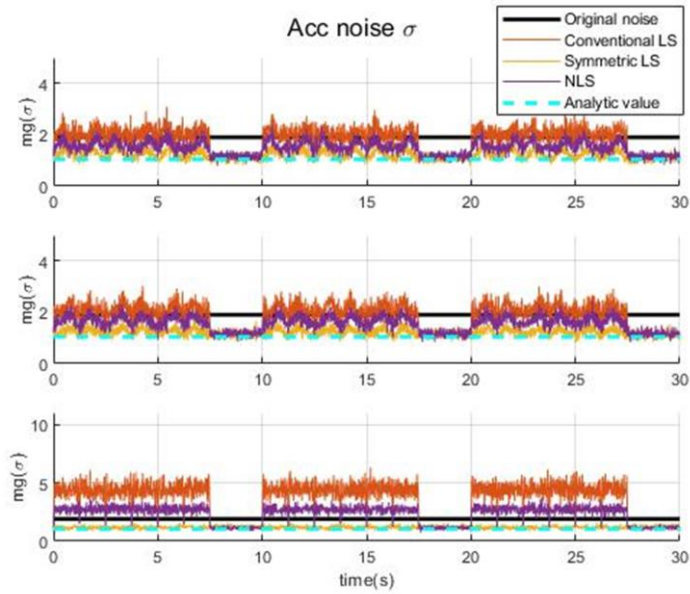 Acc noise σ
Original noise
Conventional LS
Symmetric LS
NLS
Analytic value
mg(σ)
4
2
0
0 5 10 15 20 25 30
mg(σ)
4
2
0
0 5 10 15 20 25 30
mg(σ)
10
5
0
0 5 10 15 20 25 30
time(s)